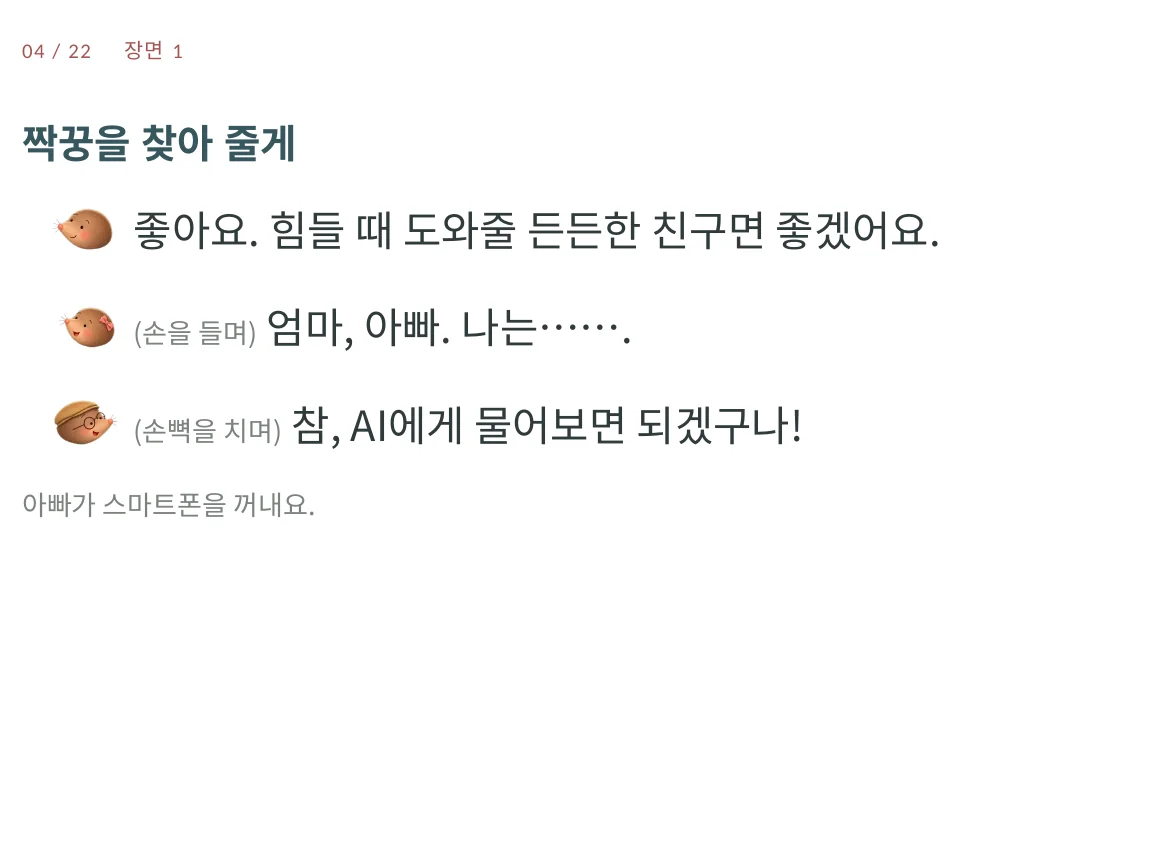 04 / 22 장면 1
짝꿍을 찾아 줄게
좋아요. 힘들 때 도와줄 든든한 친구면 좋겠어요.
(손을 들며) 엄마, 아빠. 나는⋯⋯.
(손뼉을 치며) 참, AI에게 물어보면 되겠구나!
아빠가 스마트폰을 꺼내요.